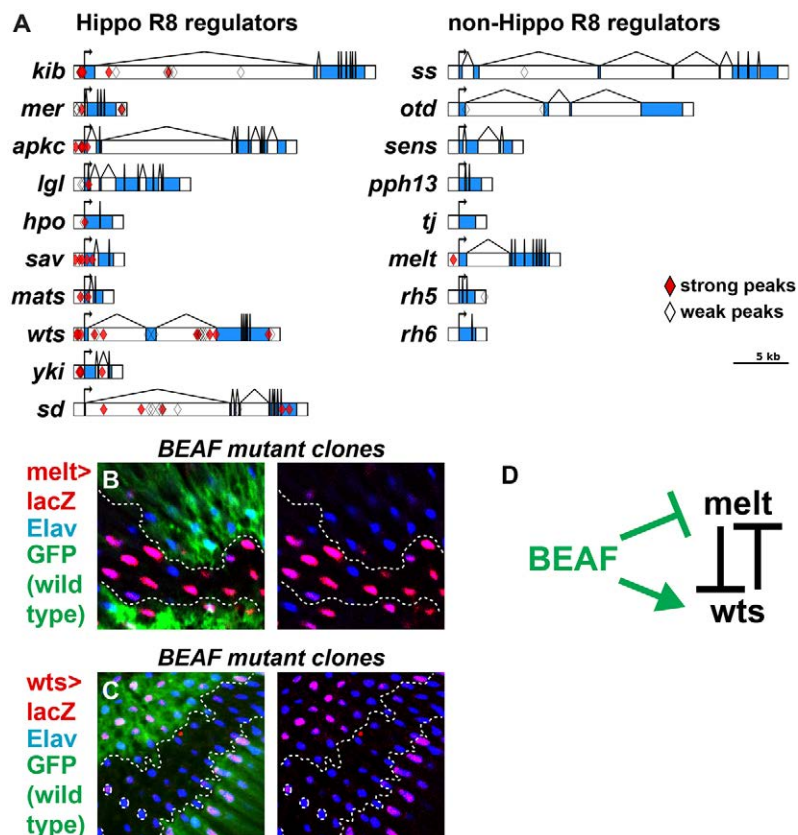 A
Hippo R8 regulators
non-Hippo R8 regulators
kib
mer
apkc
lgl
hpo
sav
mats
wts
yki
sd
ss
otd
sens
pph13
tj
melt
rh5
rh6
strong peaks
weak peaks
5 kb
BEAF mutant clones
B
melt>
lacZ
Elav
GFP
(wild
type)
BEAF mutant clones
C
wts>
lacZ
Elav
GFP
(wild
type)
D
melt
BEAF
wts